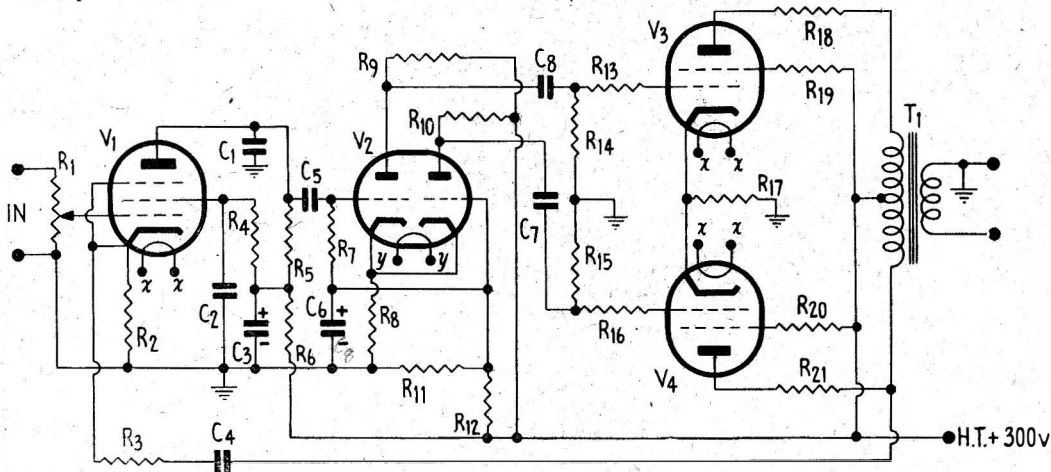 R18
V3
R9
C8
R13
R19
R10
T1
V1
V2
C1
R14
R1
C5
x x
R17
IN
R4
C7
x x
R7
y y
R15
R5
x x
C2
C6
R8
R16
R20
R2
C3
R6
C8
R11
V4
R21
R12
R3
C4
H.T.+ 300v